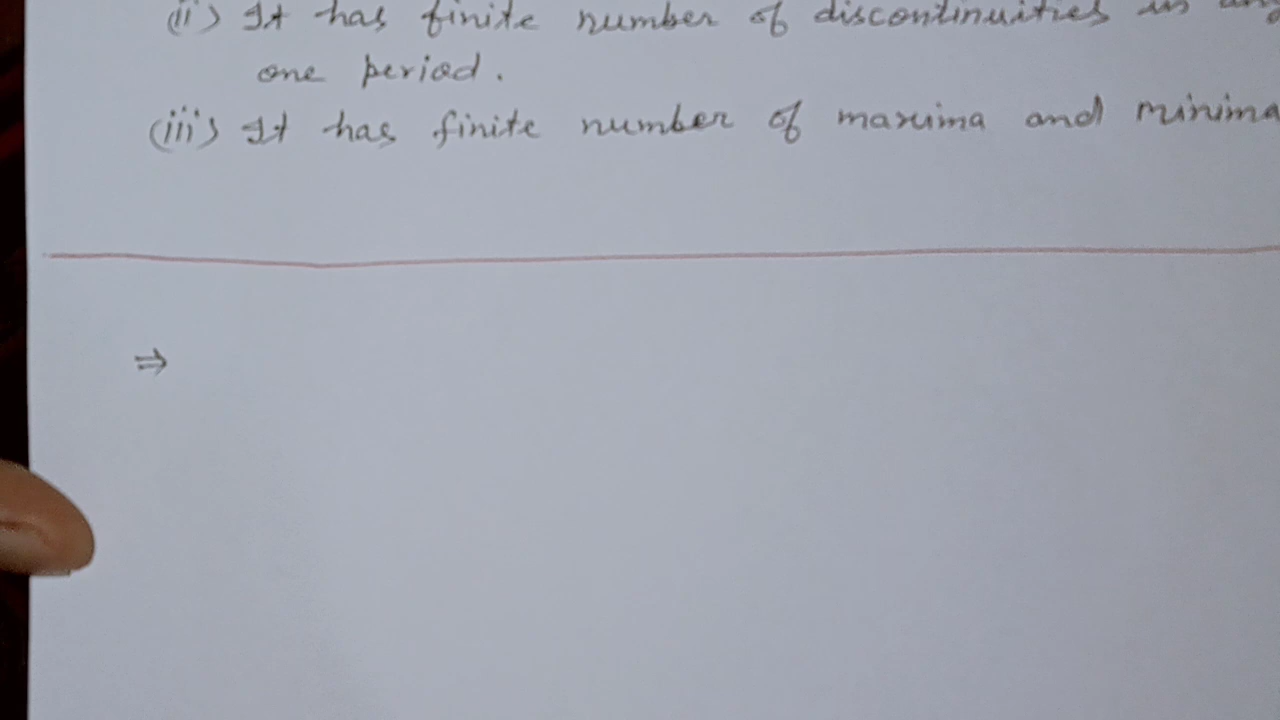 (ii) It has finite number of discontinuities in any
one period.
(iii) It has finite number of maxima and minima
⇒